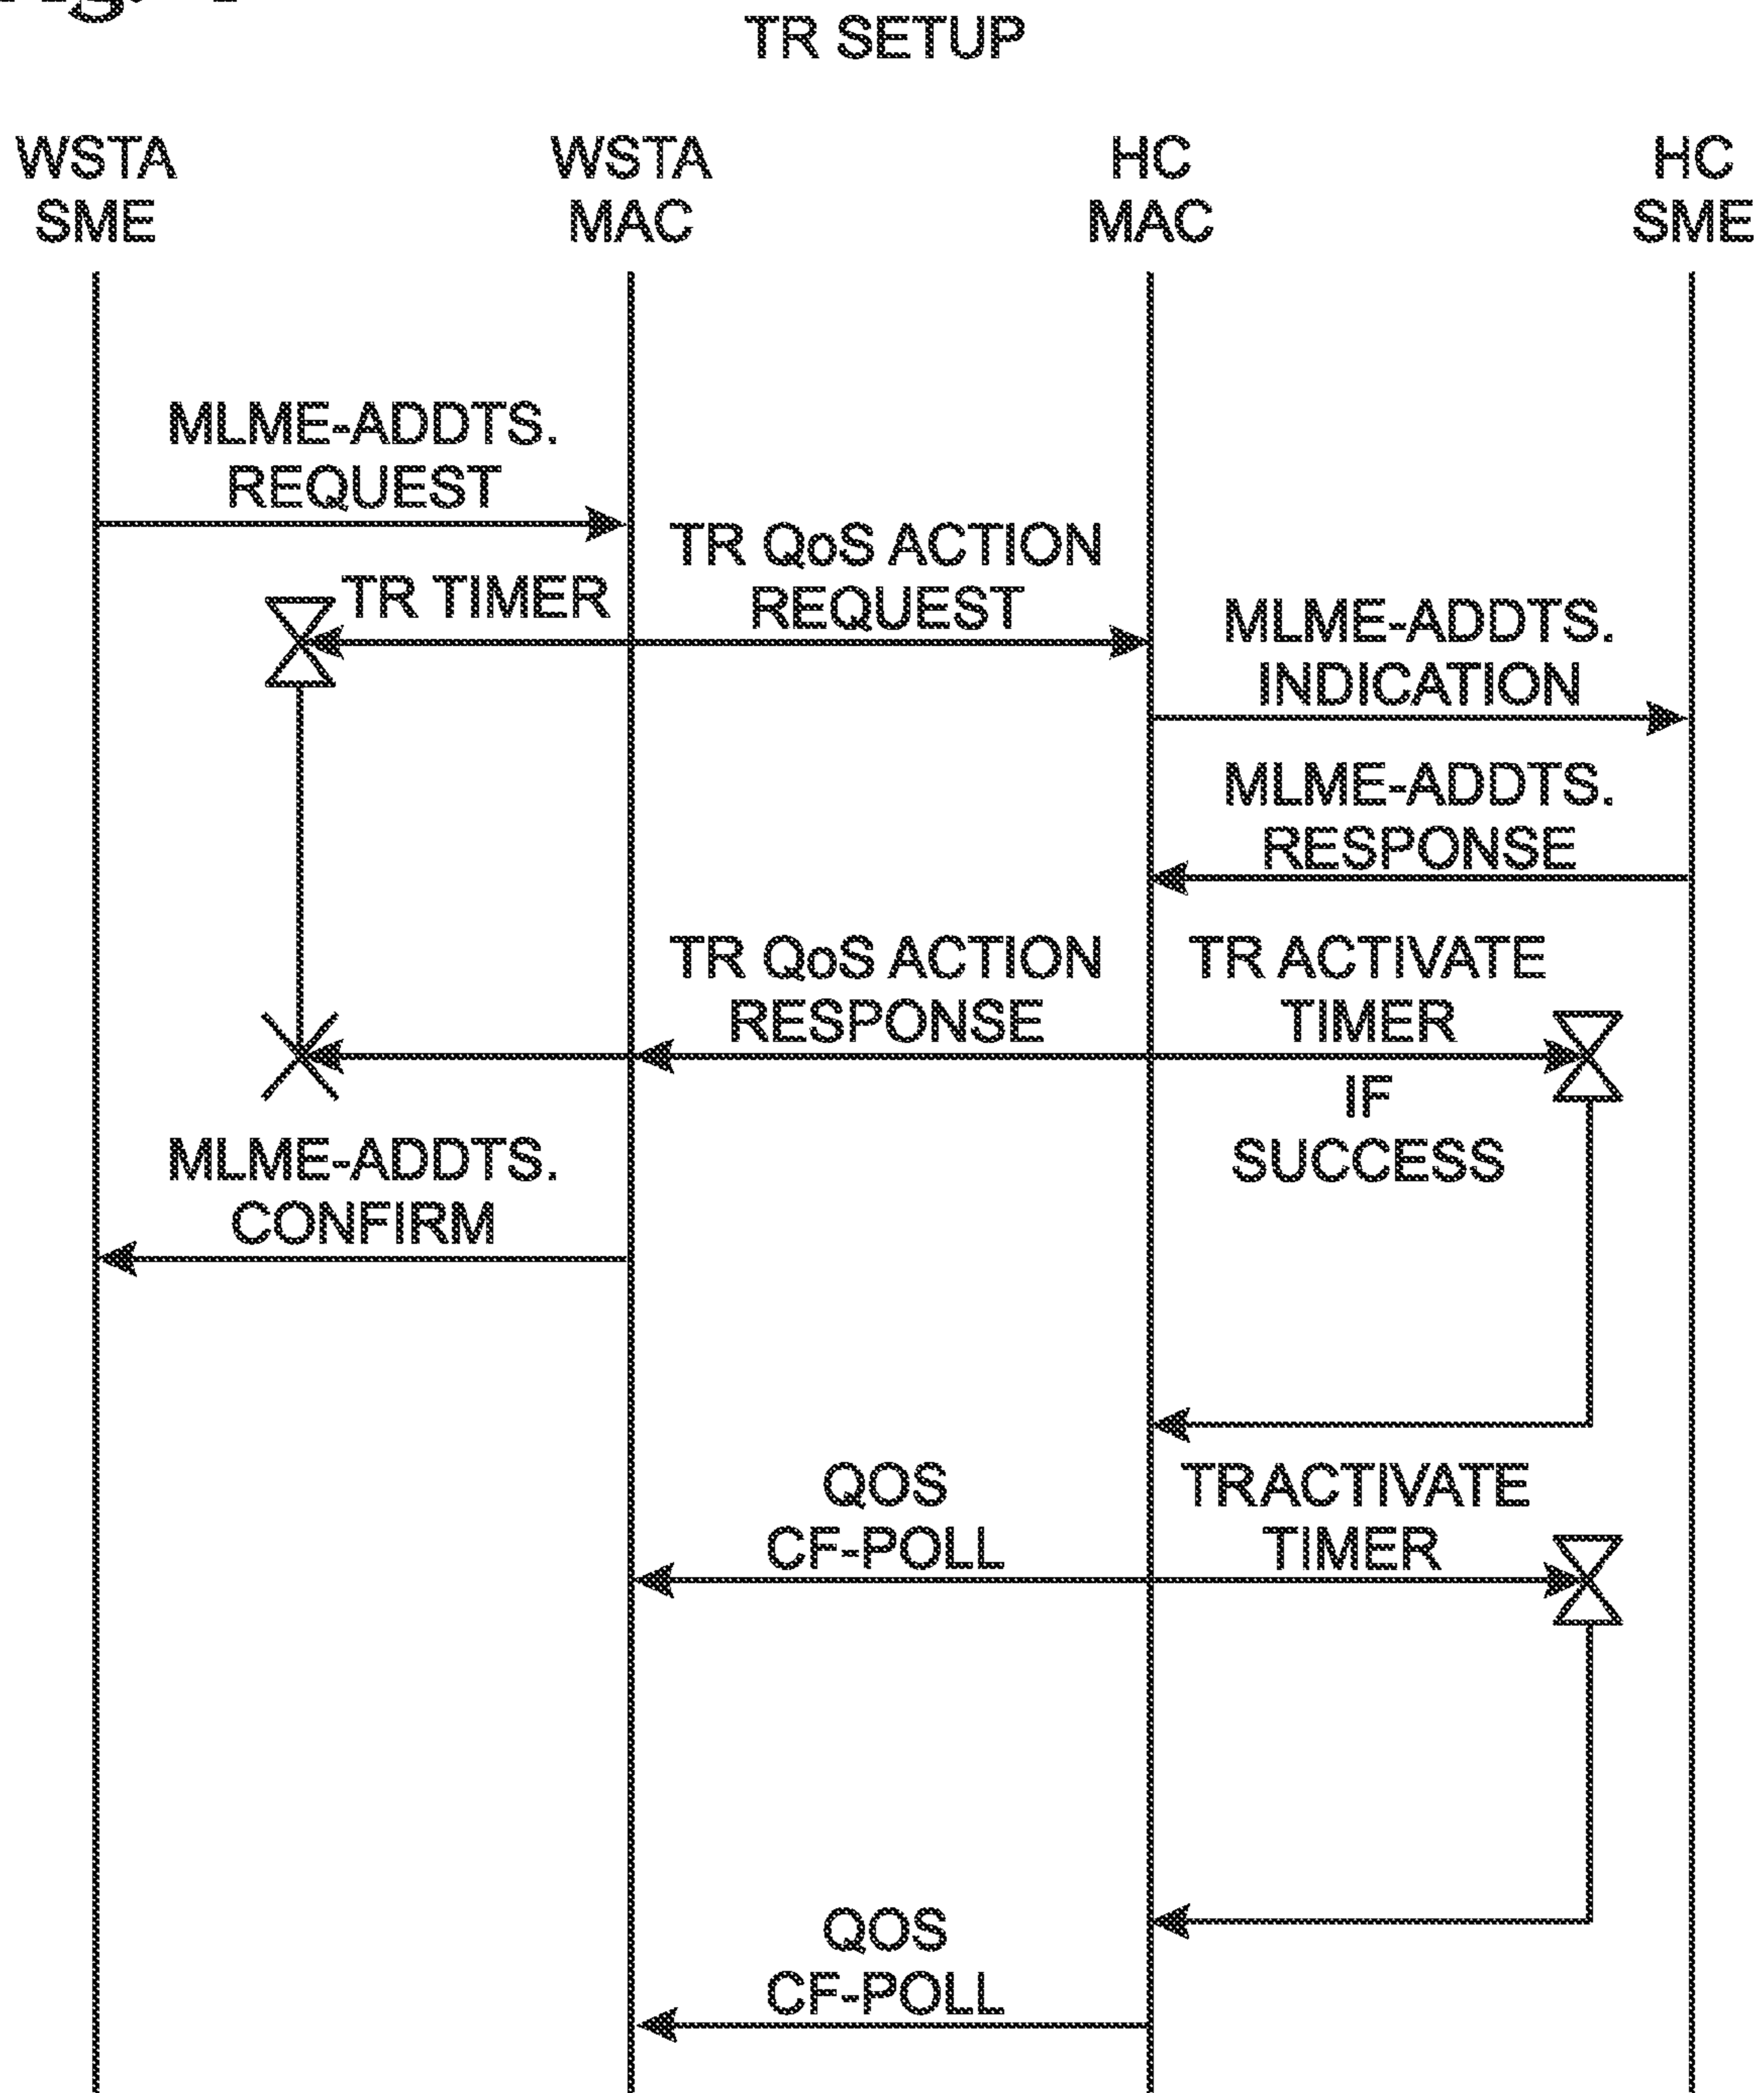 TR SETUP
WSTA
SME
WSTA
MAC
HC
MAC
HC
SME
MLME-ADDTS.
REQUEST
TR TIMER
TR QoS ACTION
REQUEST
MLME-ADDTS.
INDICATION
MLME-ADDTS.
RESPONSE
TR QoS ACTION
RESPONSE
TR ACTIVATE
TIMER
IF
SUCCESS
MLME-ADDTS.
CONFIRM
QOS
CF-POLL
TRACTIVATE
TIMER
QOS
CF-POLL